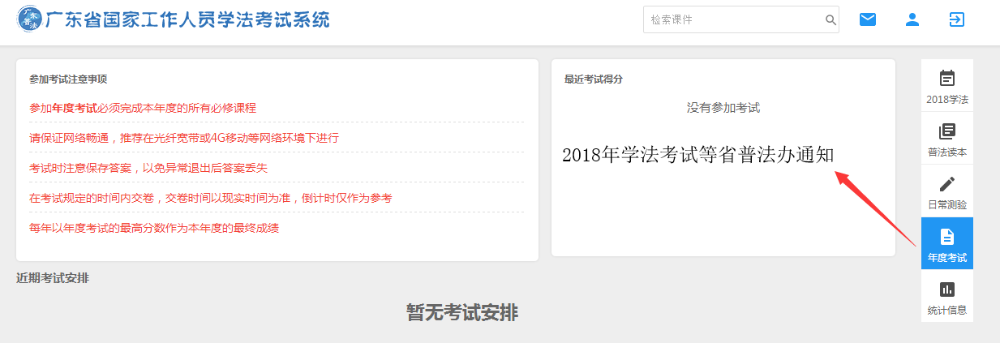 广东普法
广东省国家工作人员学法考试系统
检索课件
参加考试注意事项
参加年度考试必须完成本年度的所有必修课程
请保证网络畅通，推荐在光纤宽带或4G移动等网络环境下进行
考试时注意保存答案，以免异常退出后答案丢失
在考试规定的时间内交卷，交卷时间以现实时间为准，倒计时仅作为参考
每年以年度考试的最高分数作为本年度的最终成绩
最近考试得分
没有参加考试
2018年学法考试等省普法办通知
2018学法
普法读本
日常测验
年度考试
统计信息
近期考试安排
暂无考试安排